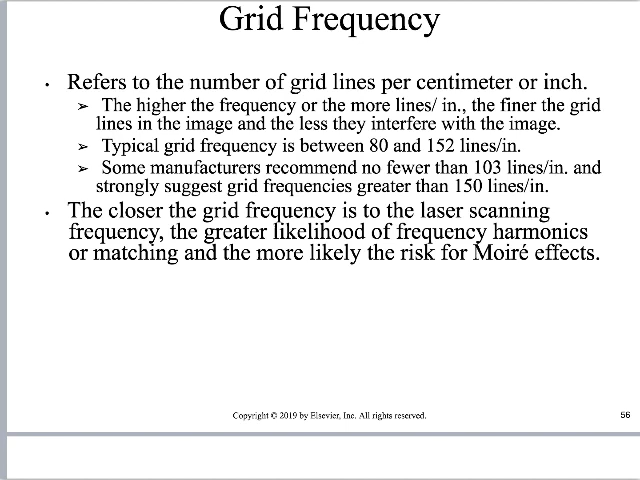 Grid Frequency
• Refers to the number of grid lines per centimeter or inch.
➢ The higher the frequency or the more lines/ in., the finer the grid
lines in the image and the less they interfere with the image.
➢ Typical grid frequency is between 80 and 152 lines/in.
➢ Some manufacturers recommend no fewer than 103 lines/in. and
strongly suggest grid frequencies greater than 150 lines/in.
• The closer the grid frequency is to the laser scanning
frequency, the greater likelihood of frequency harmonics
or matching and the more likely the risk for Moiré effects.
Copyright © 2019 by Elsevier, Inc. All rights reserved.
56